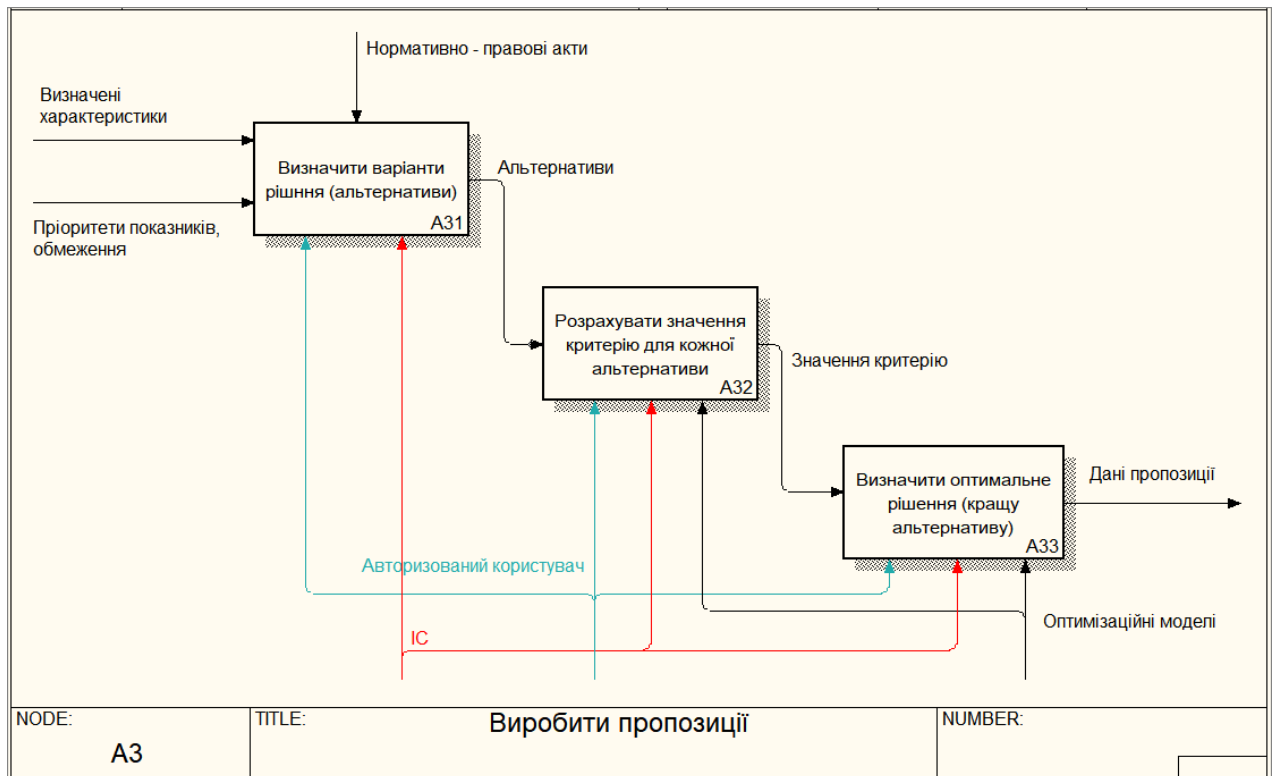 Нормативно - правові акти
Визначені
характеристики
Пріоритети показників,
обмеження
Визначити варіанти
рішння (альтернативи)
A31
Альтернативи
Розрахувати значення
критерію для кожної
альтернативи
A32
Значення критерію
Визначити оптимальне
рішення (кращу
альтернативу)
A33
Дані пропозиції
Авторизований користувач
ІС
Оптимізаційні моделі
NODE:
A3
TITLE:
Виробити пропозиції
NUMBER: